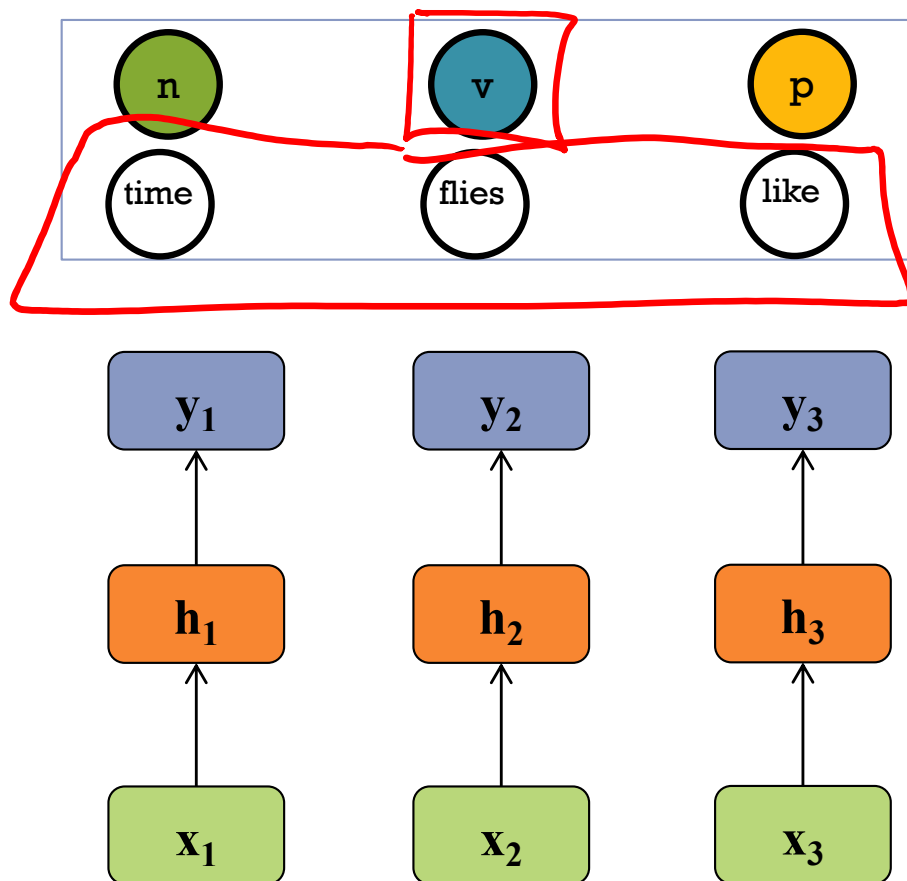 n v p
time flies like
y₁ y₂ y₃
h₁ h₂ h₃
x₁ x₂ x₃